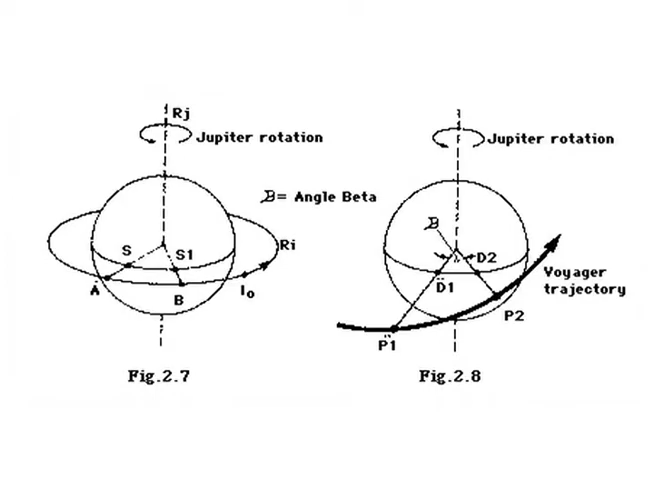 Rj
Jupiter rotation
Jupiter rotation
B = Angle Beta
B
S
S1
Ri
D2
A
B
Io
D1
Voyager
trajectory
P1
P2
Fig.2.7
Fig.2.8